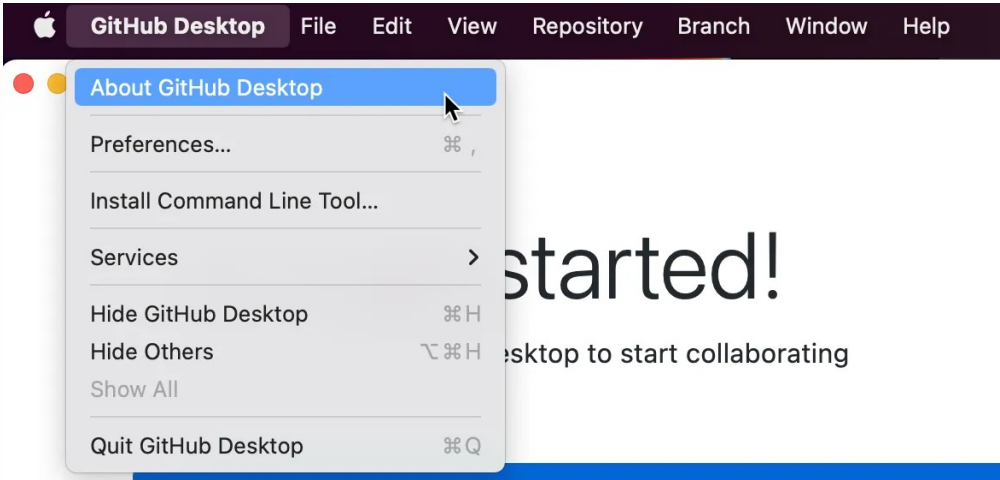 GitHub Desktop File Edit View Repository Branch Window Help
About GitHub Desktop
Preferences... ⌘ ,
Install Command Line Tool...
Services
started!
Hide GitHub Desktop ⌘H
Hide Others ⌥⌘H
esktop to start collaborating
Show All
Quit GitHub Desktop ⌘Q